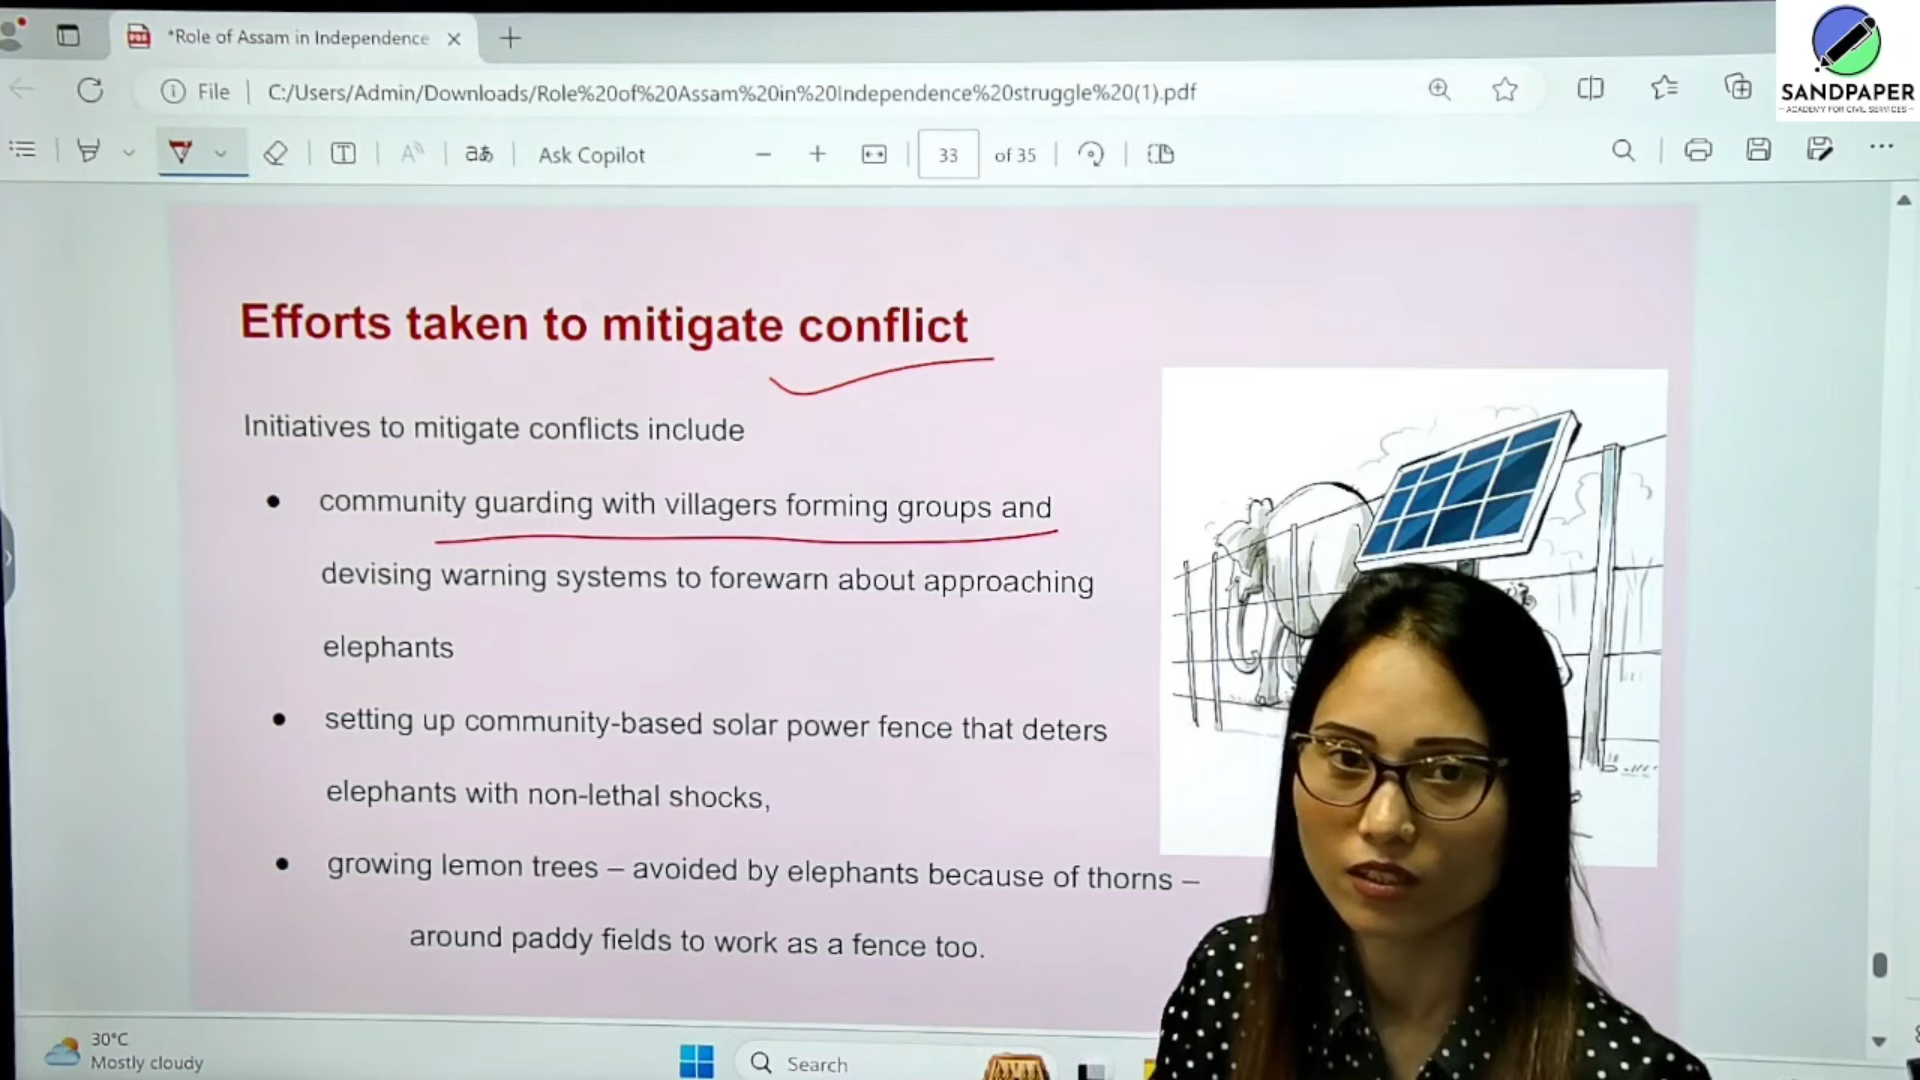 *Role of Assam in Independence
File
C:/Users/Admin/Downloads/Role%20of%20Assam%20in%20Independence%20struggle%20(1).pdf
SANDPAPER
ACADEMY FOR CIVIL SERVICES
Ask Copilot
33 of 35
Efforts taken to mitigate conflict
Initiatives to mitigate conflicts include
● community guarding with villagers forming groups and
devising warning systems to forewarn about approaching
elephants
● setting up community-based solar power fence that deters
elephants with non-lethal shocks,
● growing lemon trees – avoided by elephants because of thorns –
around paddy fields to work as a fence too.
30°C
Mostly cloudy
Search